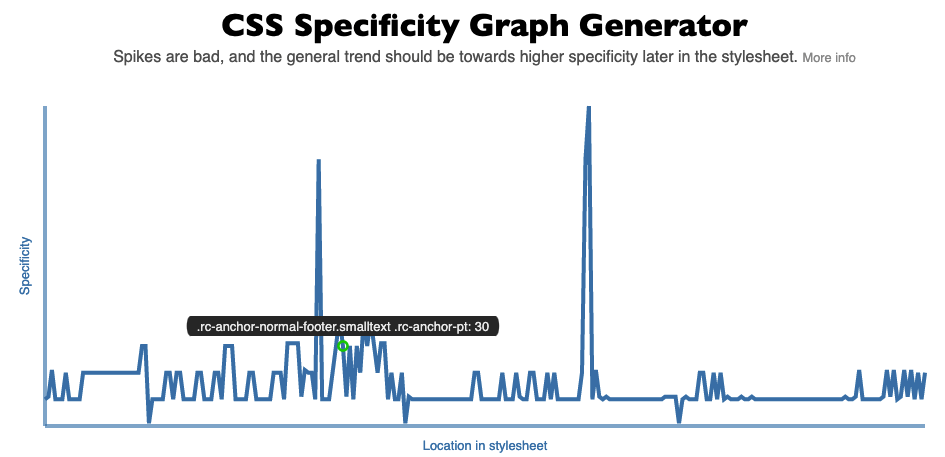 CSS Specificity Graph Generator
Spikes are bad, and the general trend should be towards higher specificity later in the stylesheet. More info
Specificity
.rc-anchor-normal-footer.smalltext .rc-anchor-pt: 30
Location in stylesheet